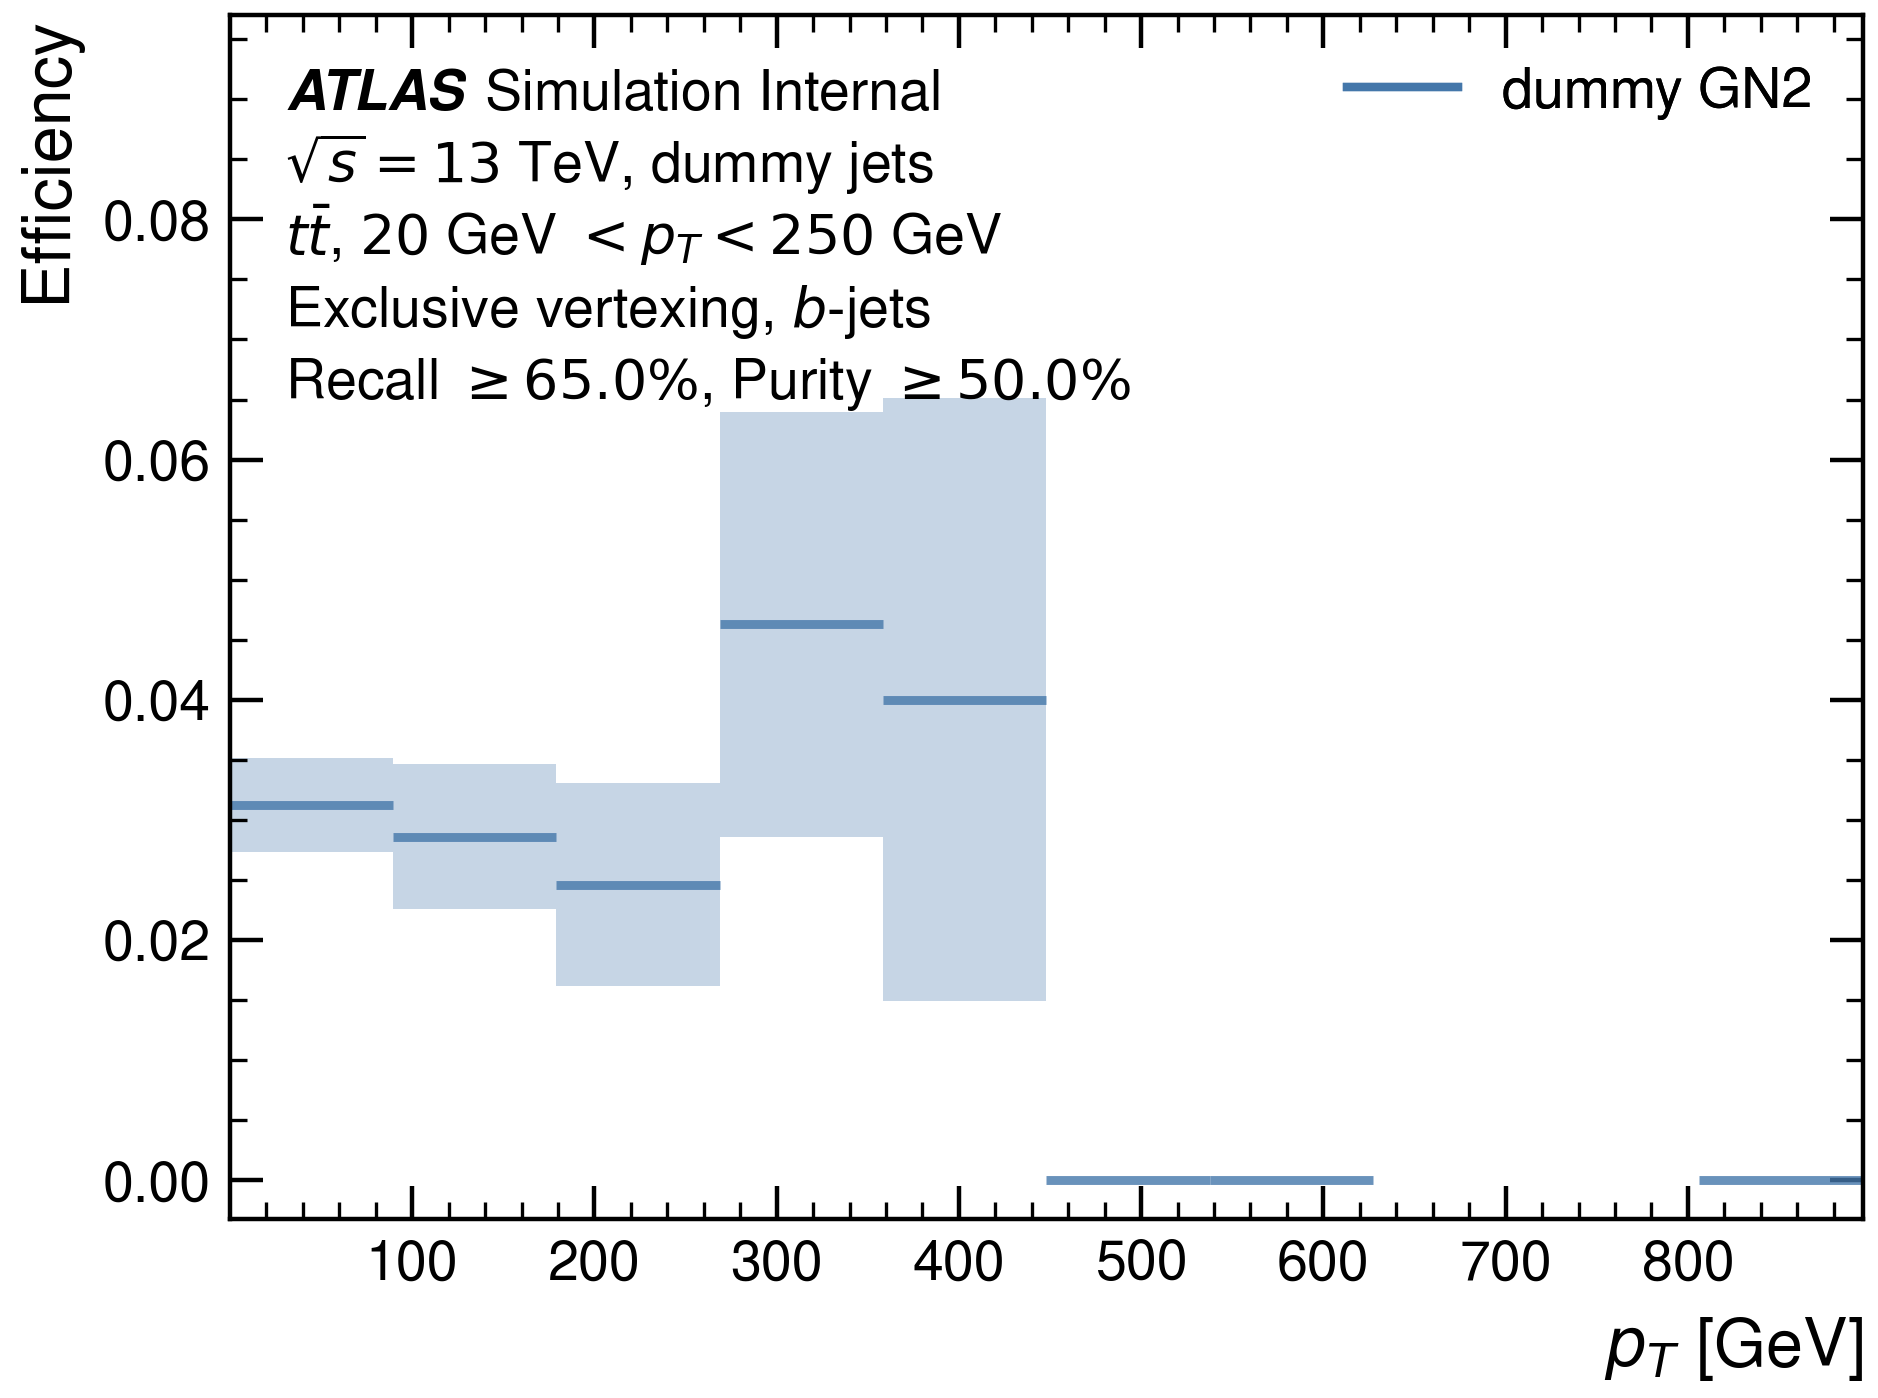 Efficiency
ATLAS Simulation Internal
dummy GN2
√s = 13 TeV, dummy jets
tt̄, 20 GeV < p_T < 250 GeV
Exclusive vertexing, b-jets
Recall ≥ 65.0%, Purity ≥ 50.0%
0.08
0.06
0.04
0.02
0.00
100 200 300 400 500 600 700 800
p_T [GeV]